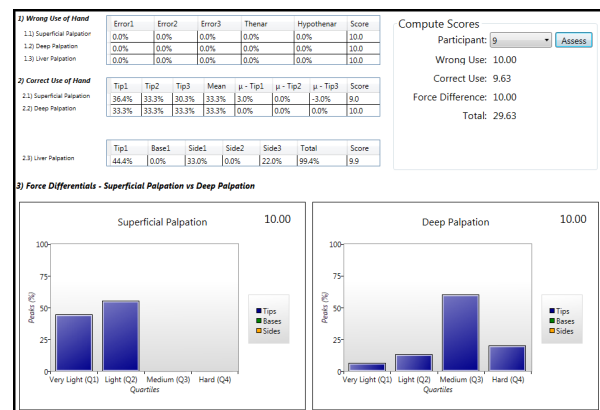 1) Wrong Use of Hand
Error1 Error2 Error3 Thenar Hypothenar Score
1.1) Superficial Palpation 0.0% 0.0% 0.0% 0.0% 0.0% 10.0
1.2) Deep Palpation 0.0% 0.0% 0.0% 0.0% 0.0% 10.0
1.3) Liver Palpation 0.0% 0.0% 0.0% 0.0% 0.0% 10.0
2) Correct Use of Hand
Tip1 Tip2 Tip3 Mean µ - Tip1 µ - Tip2 µ - Tip3 Score
2.1) Superficial Palpation 36.4% 33.3% 30.3% 33.3% 3.0% 0.0% -3.0% 9.0
2.2) Deep Palpation 33.3% 33.3% 33.3% 33.3% 0.0% 0.0% 0.0% 10.0
Tip1 Base1 Side1 Side2 Side3 Total Score
2.3) Liver Palpation 44.4% 0.0% 33.0% 0.0% 22.0% 99.4% 9.9
Compute Scores
Participant: 9 Assess
Wrong Use: 10.00
Correct Use: 9.63
Force Difference: 10.00
Total: 29.63
3) Force Differentials - Superficial Palpation vs Deep Palpation
Superficial Palpation 10.00
100
75
50
25
0
Peaks (%)
Very Light (Q1) Light (Q2) Medium (Q3) Hard (Q4)
Quartiles
Tips
Bases
Sides
Deep Palpation 10.00
100
75
50
25
0
Peaks (%)
Very Light (Q1) Light (Q2) Medium (Q3) Hard (Q4)
Quartiles
Tips
Bases
Sides